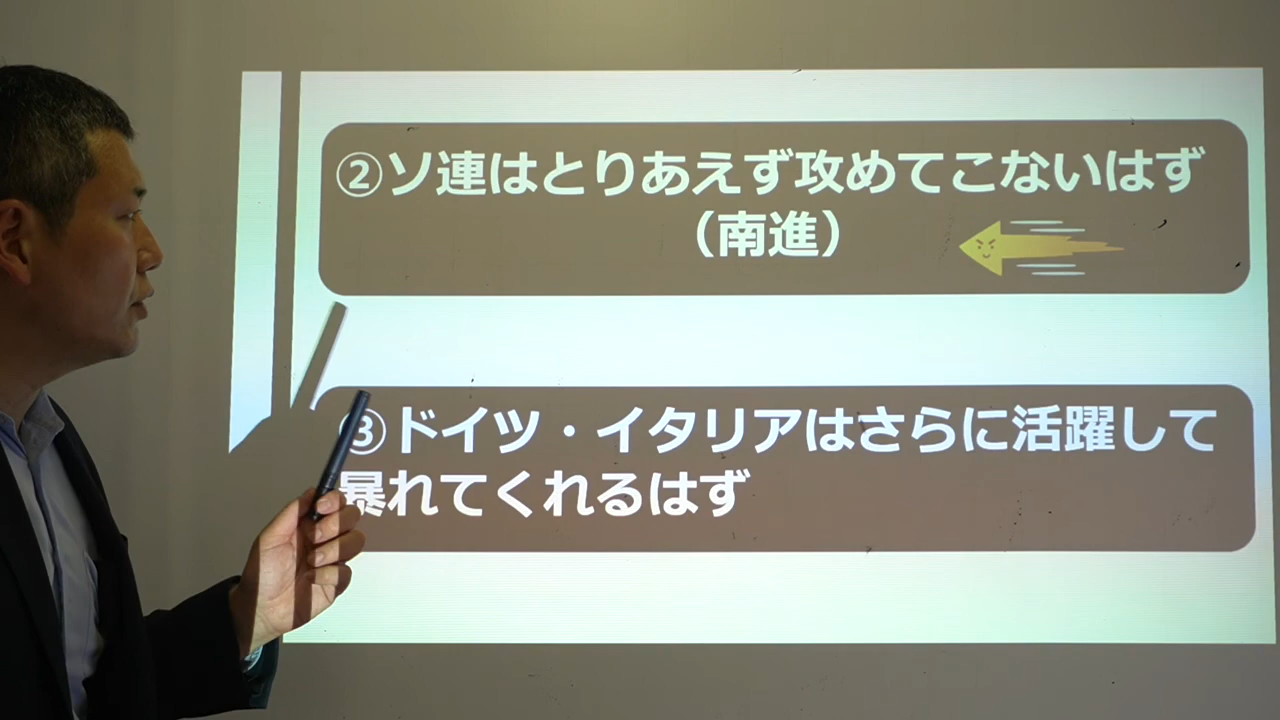 ②ソ連はとりあえず攻めてこないはず
（南進）
③ドイツ・イタリアはさらに活躍して
暴れてくれるはず